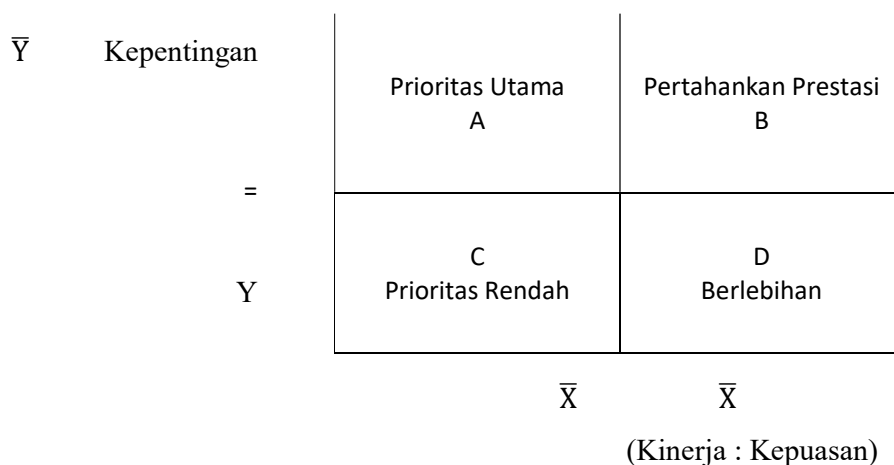 Y̅ Kepentingan
Prioritas Utama
A
Pertahankan Prestasi
B
=
Y
C
Prioritas Rendah
D
Berlebihan
X̅ X̅
(Kinerja : Kepuasan)